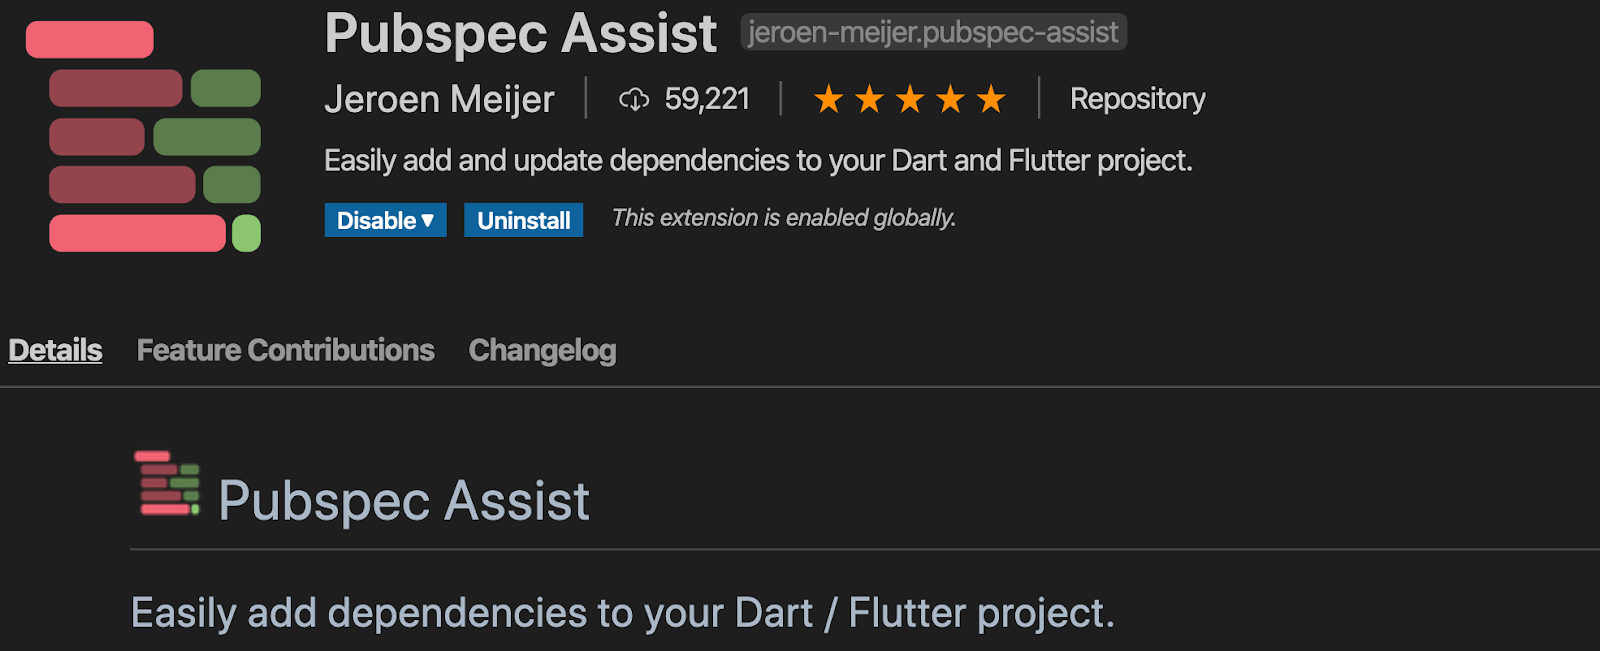 Pubspec Assist jeroen-meijer.pubspec-assist
Jeroen Meijer 59,221 ★★★★★ Repository
Easily add and update dependencies to your Dart and Flutter project.
Disable ▼ Uninstall This extension is enabled globally.
Details Feature Contributions Changelog
Pubspec Assist
Easily add dependencies to your Dart / Flutter project.